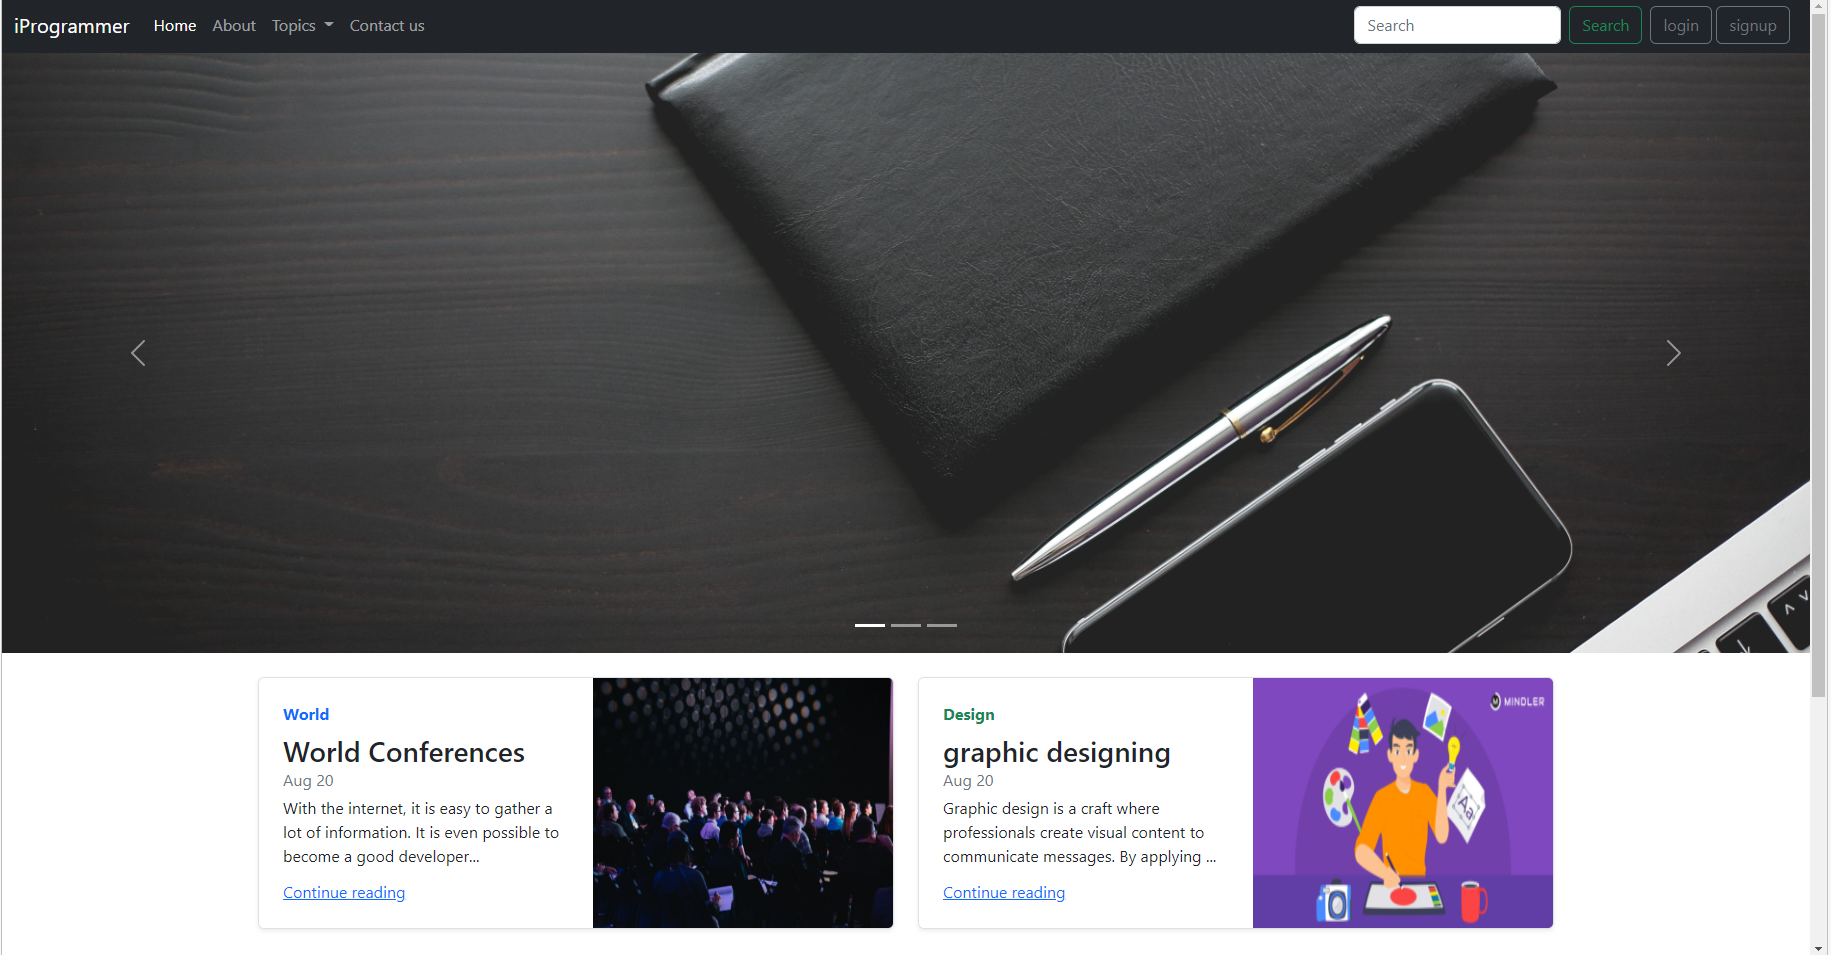 iProgrammer Home About Topics Contact us Search Search login signup
World
World Conferences
Aug 20
With the internet, it is easy to gather a
lot of information. It is even possible to
become a good developer...
Continue reading
Design
graphic designing
Aug 20
Graphic design is a craft where
professionals create visual content to
communicate messages. By applying ...
Continue reading
M MINDLER
Aa